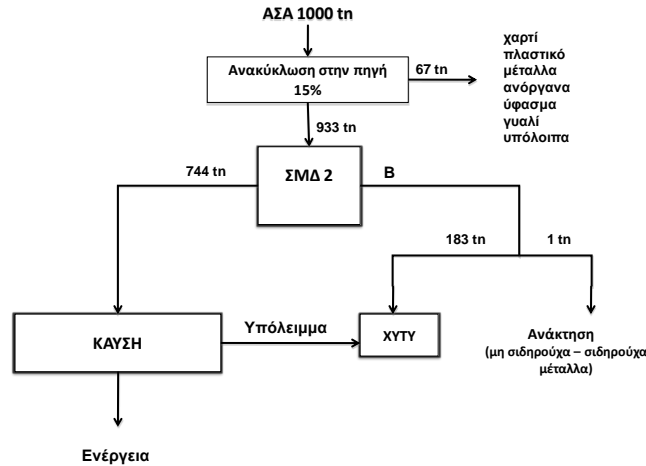 ΑΣΑ 1000 tn
Ανακύκλωση στην πηγή
15%
67 tn
χαρτί
πλαστικό
μέταλλα
ανόργανα
ύφασμα
γυαλί
υπόλοιπα
933 tn
744 tn
ΣΜΔ 2
B
183 tn
1 tn
ΚΑΥΣΗ
Υπόλειμμα
ΧΥΤΥ
Ανάκτηση
(μη σιδηρούχα – σιδηρούχα
μέταλλα)
Ενέργεια